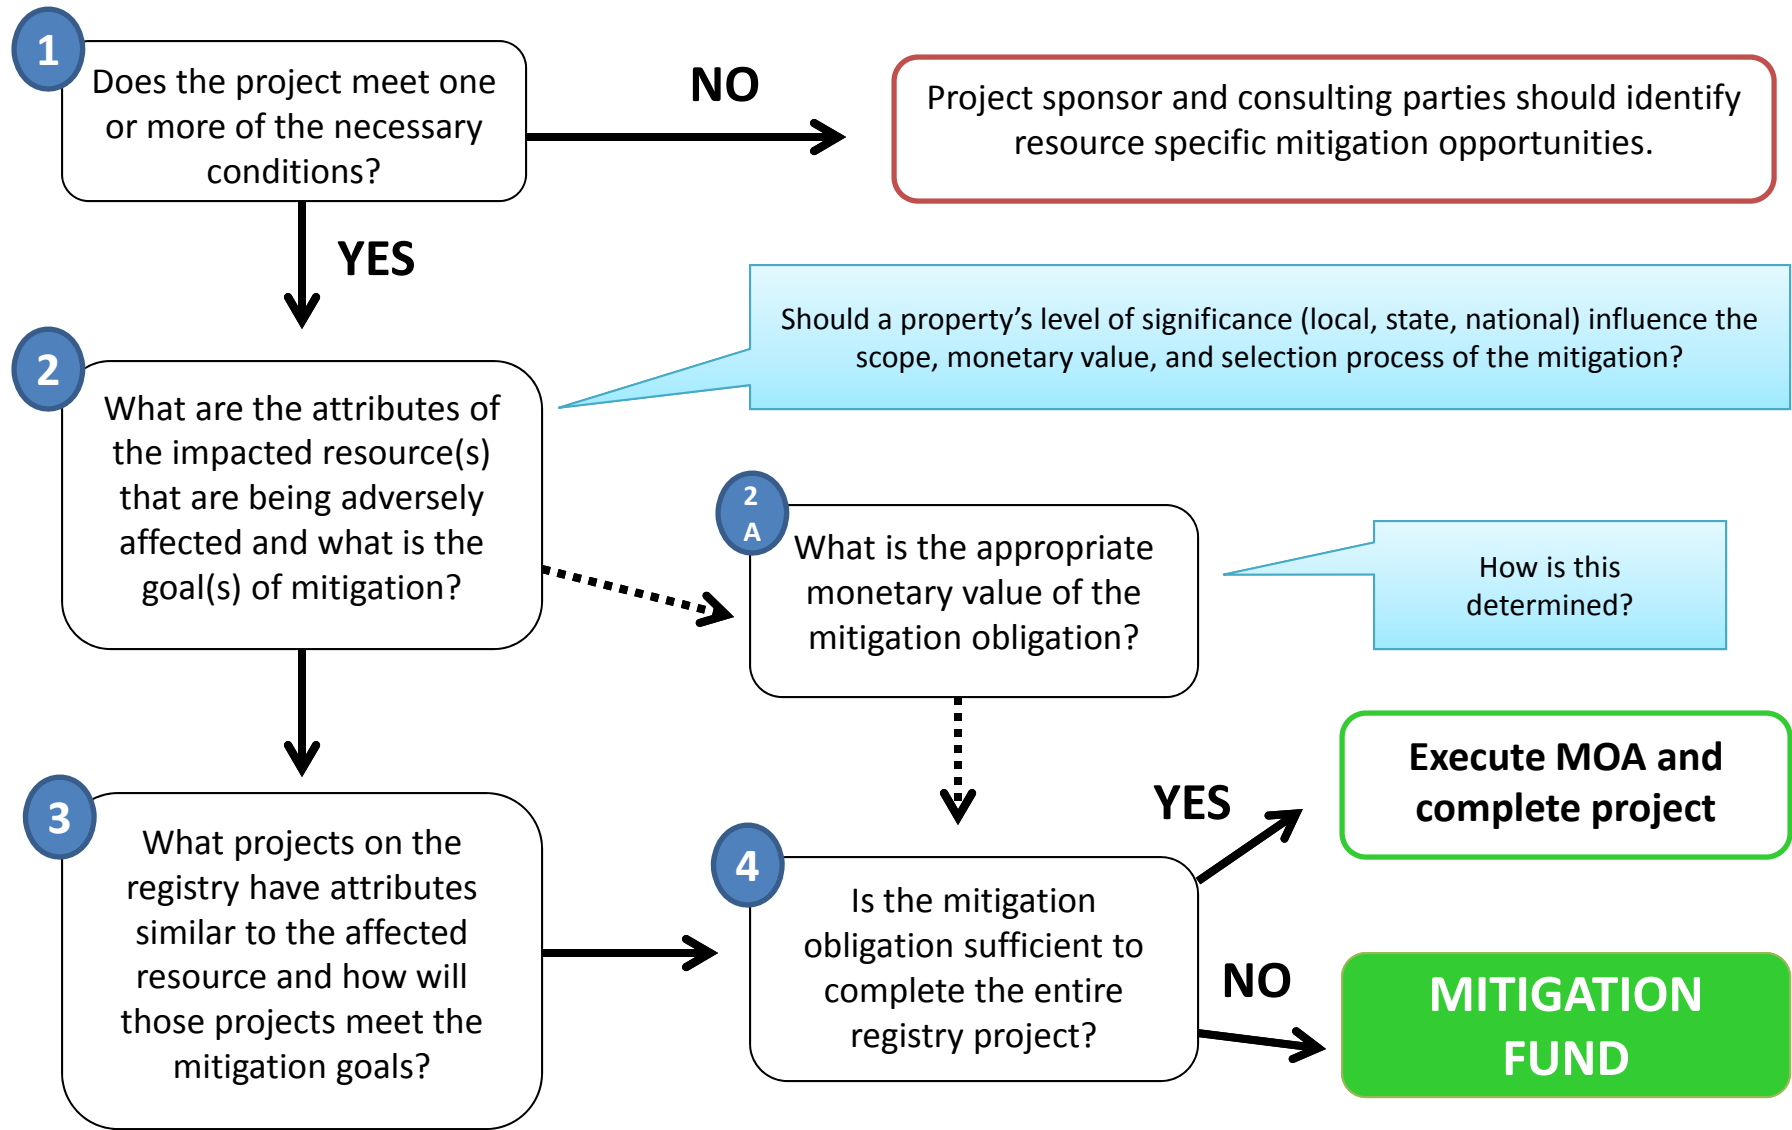 1
Does the project meet one
or more of the necessary
conditions?
NO
Project sponsor and consulting parties should identify
resource specific mitigation opportunities.
YES
Should a property’s level of significance (local, state, national) influence the
scope, monetary value, and selection process of the mitigation?
2
What are the attributes of
the impacted resource(s)
that are being adversely
affected and what is the
goal(s) of mitigation?
2
A
What is the appropriate
monetary value of the
mitigation obligation?
How is this
determined?
3
What projects on the
registry have attributes
similar to the affected
resource and how will
those projects meet the
mitigation goals?
4
Is the mitigation
obligation sufficient to
complete the entire
registry project?
YES
Execute MOA and
complete project
NO
MITIGATION
FUND